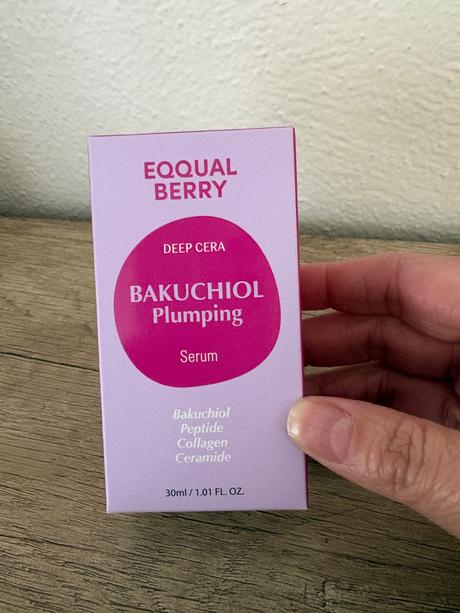 EQQUAL
BERRY
DEEP CERA
BAKUCHIOL
Plumping
Serum
Bakuchiol
Peptide
Collagen
Ceramide
30ml / 1.01 FL. OZ.